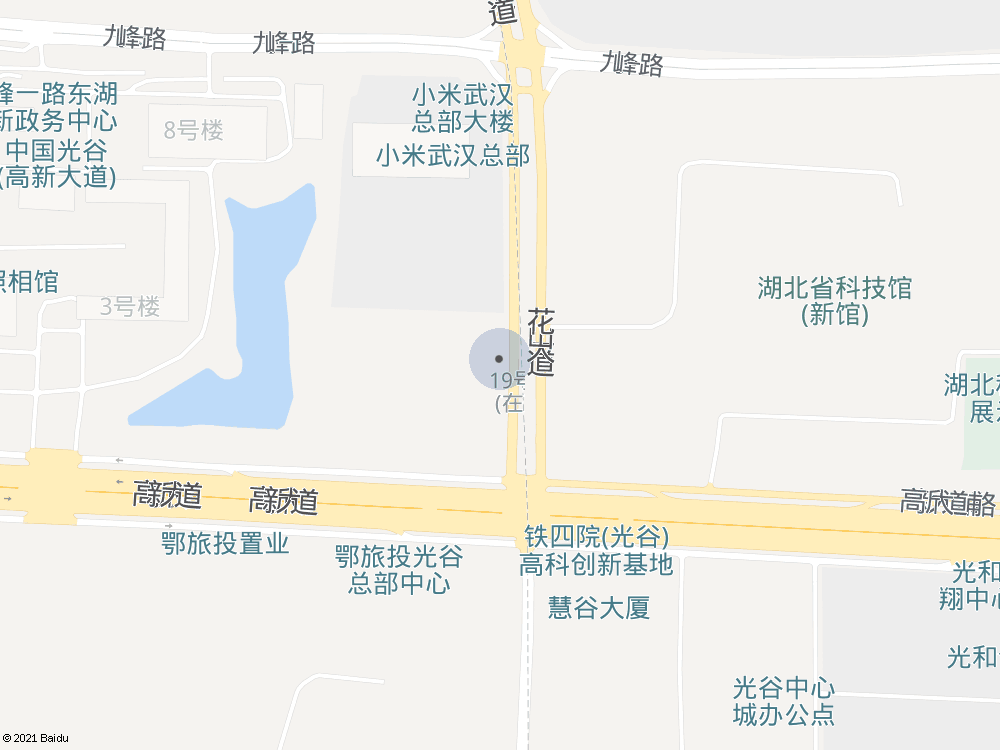 道
九峰路
九峰路
九峰路
峰一路东湖
新政务中心
中国光谷
(高新大道)
8号楼
小米武汉
总部大楼
小米武汉总部
照相馆
3号楼
湖北省科技馆
(新馆)
花山道
19号
(在
湖北科
展示
高新大道
高新大道
鄂旅投置业
鄂旅投光谷
总部中心
铁四院(光谷)
高科创新基地
慧谷大厦
光和
翔中心
光和
光谷中心
城办公点
© 2021 Baidu